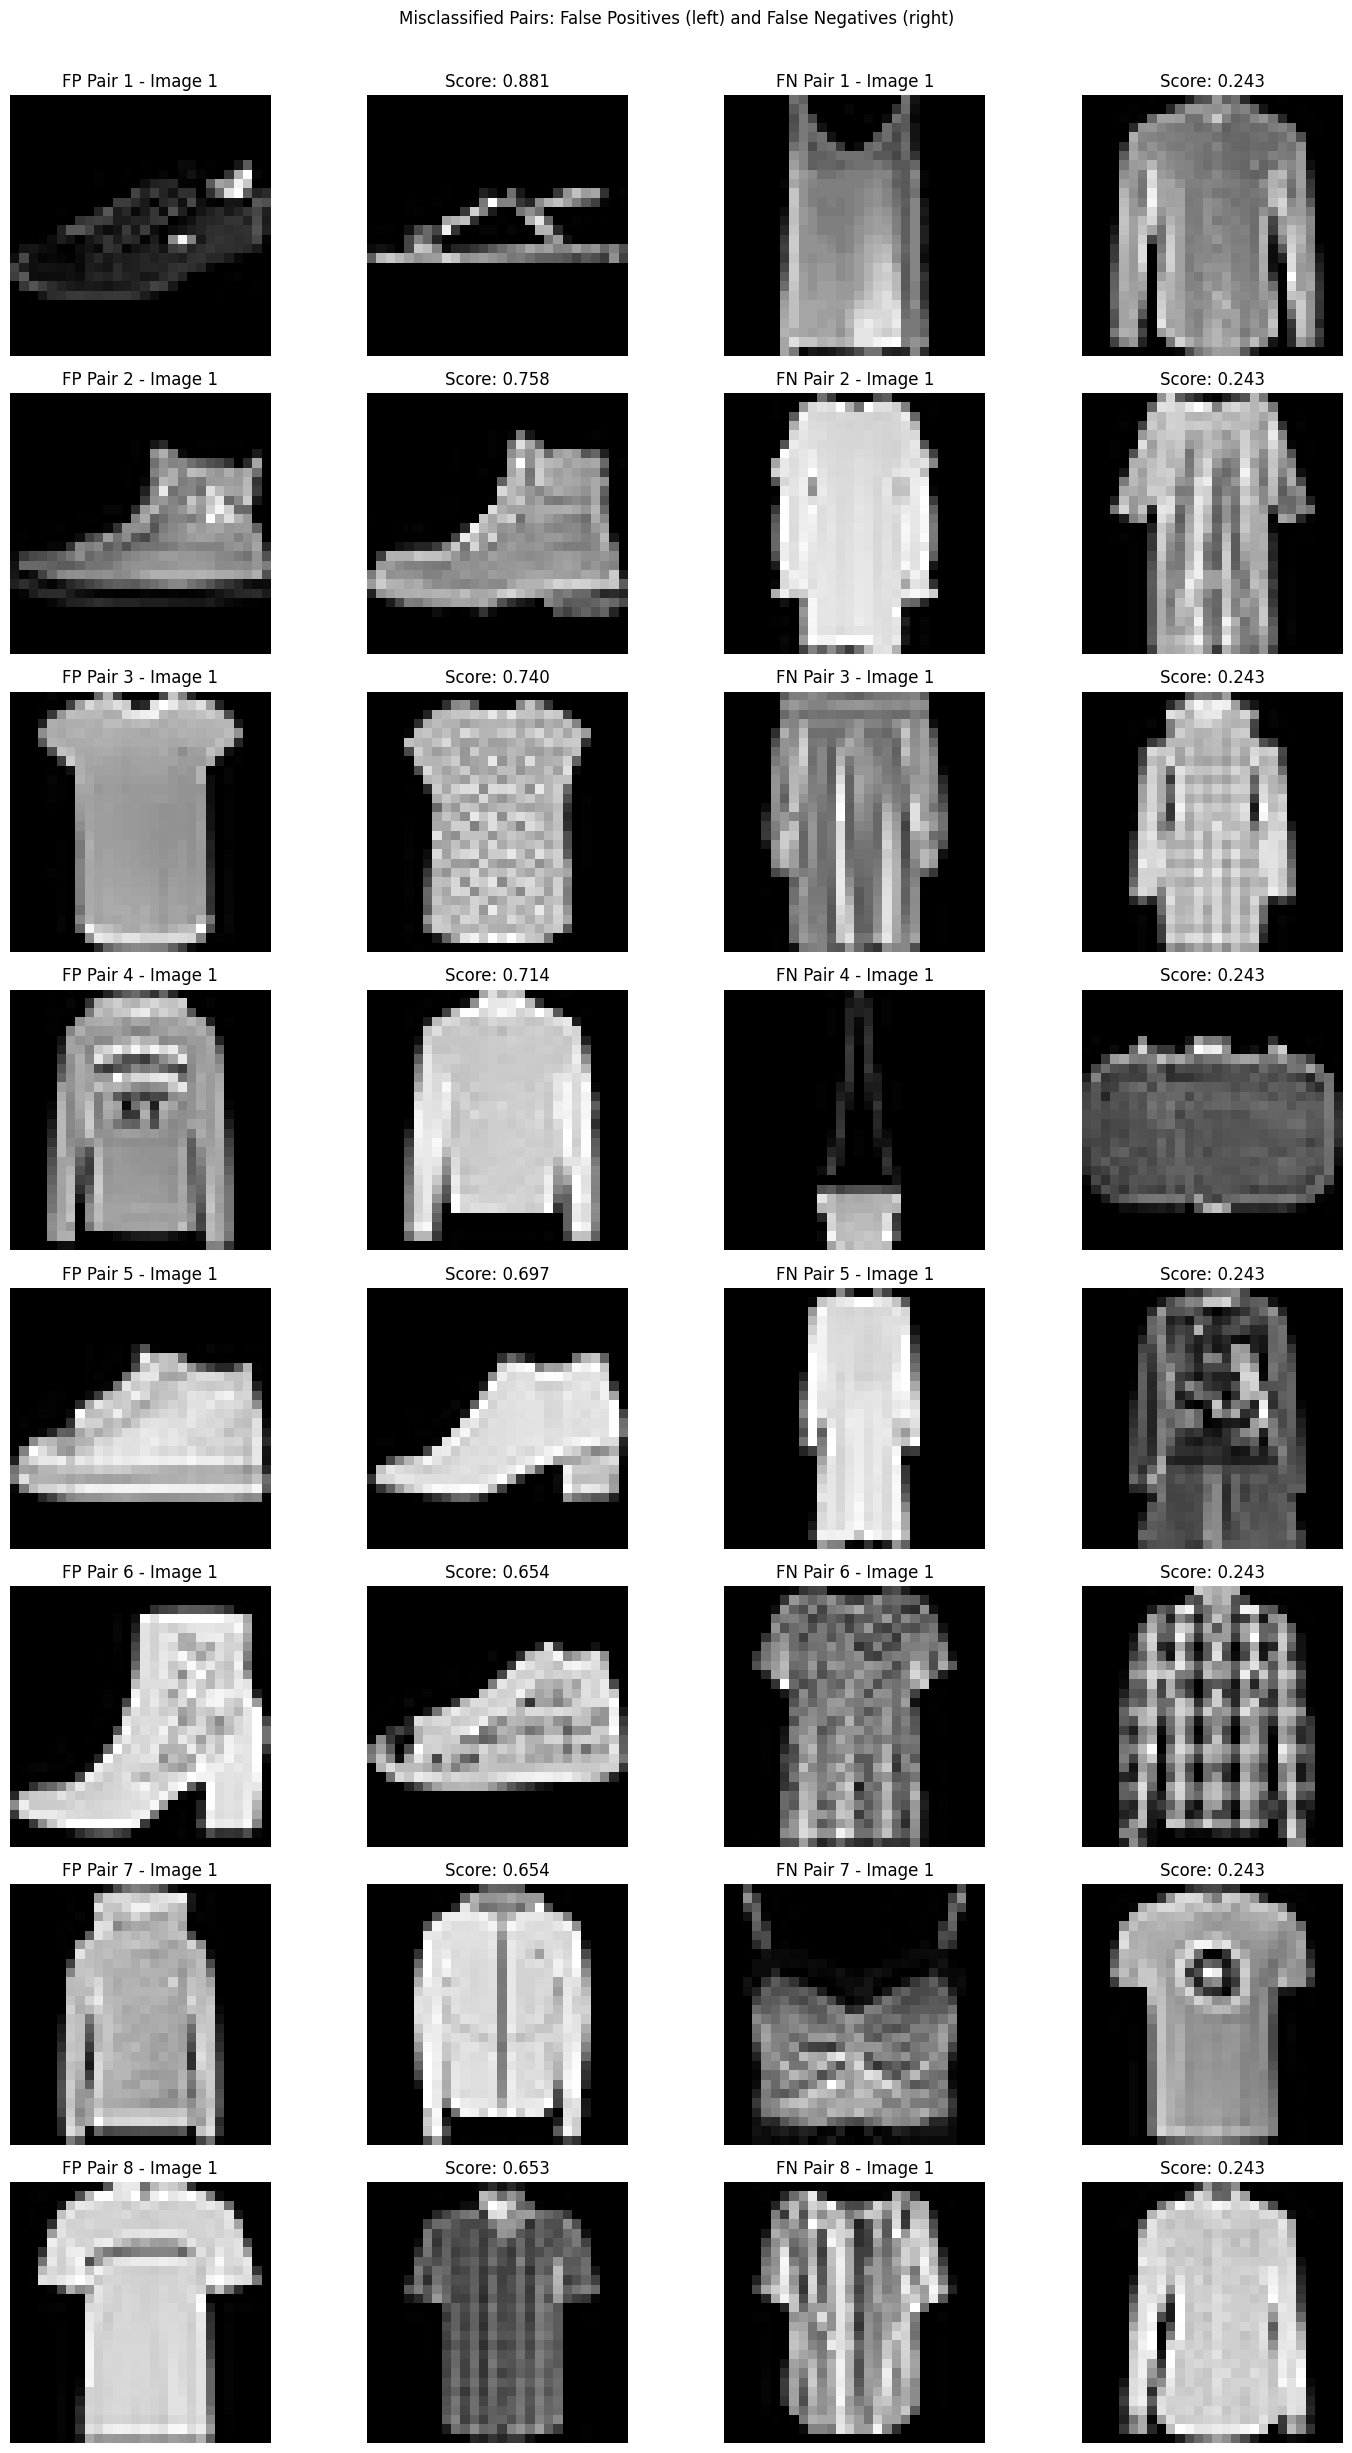 Misclassified Pairs: False Positives (left) and False Negatives (right)
FP Pair 1 - Image 1 Score: 0.881 FN Pair 1 - Image 1 Score: 0.243
FP Pair 2 - Image 1 Score: 0.758 FN Pair 2 - Image 1 Score: 0.243
FP Pair 3 - Image 1 Score: 0.740 FN Pair 3 - Image 1 Score: 0.243
FP Pair 4 - Image 1 Score: 0.714 FN Pair 4 - Image 1 Score: 0.243
FP Pair 5 - Image 1 Score: 0.697 FN Pair 5 - Image 1 Score: 0.243
FP Pair 6 - Image 1 Score: 0.654 FN Pair 6 - Image 1 Score: 0.243
FP Pair 7 - Image 1 Score: 0.654 FN Pair 7 - Image 1 Score: 0.243
FP Pair 8 - Image 1 Score: 0.653 FN Pair 8 - Image 1 Score: 0.243